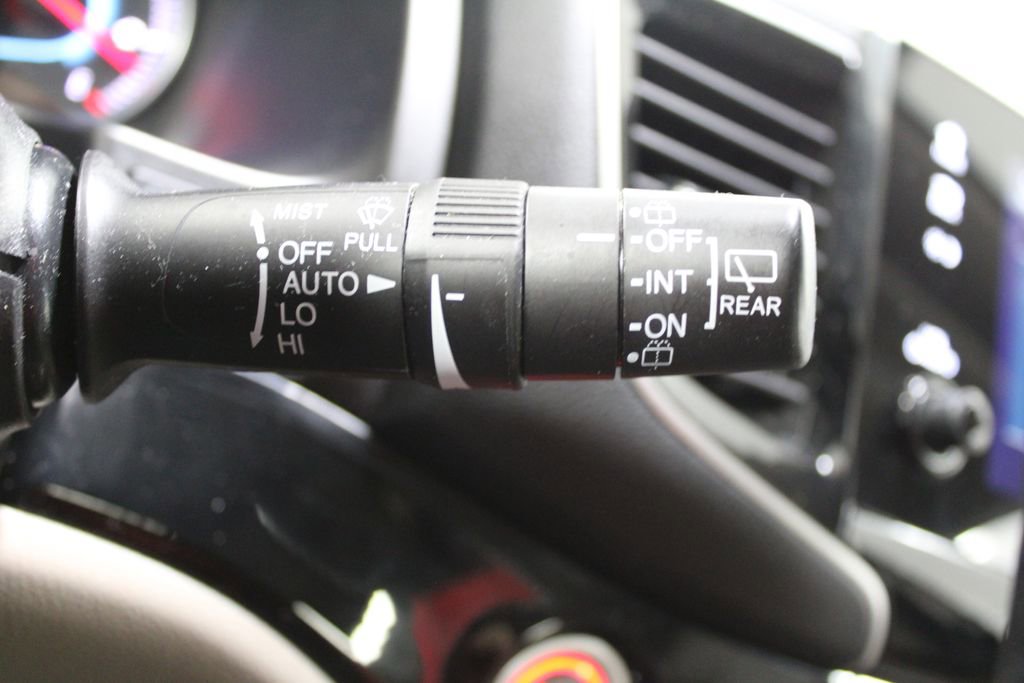 MIST
OFF
PULL
AUTO
LO
HI
OFF
INT
ON
REAR